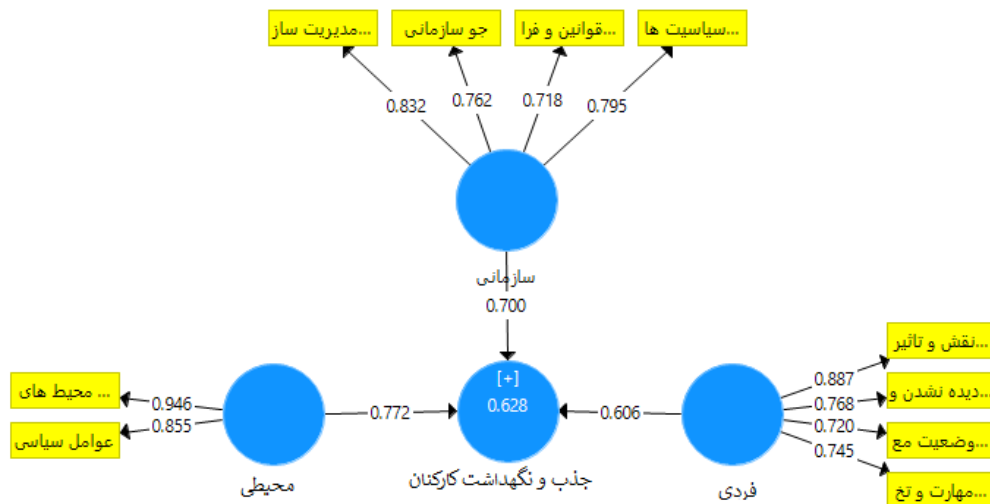 مدیریت ساز...
جو سازمانی
قوانین و فرا...
سیاسیت ها...
0.832
0.762
0.718
0.795
سازمانی
0.700
محیط های ...
عوامل سیاسی
0.946
0.855
محیطی
0.772
[+]
0.628
جذب و نگهداشت کارکنان
0.606
فردی
0.887
0.768
0.720
0.745
نقش و تاثیر...
دیده نشدن و...
وضعیت مع...
مهارت و تخ...